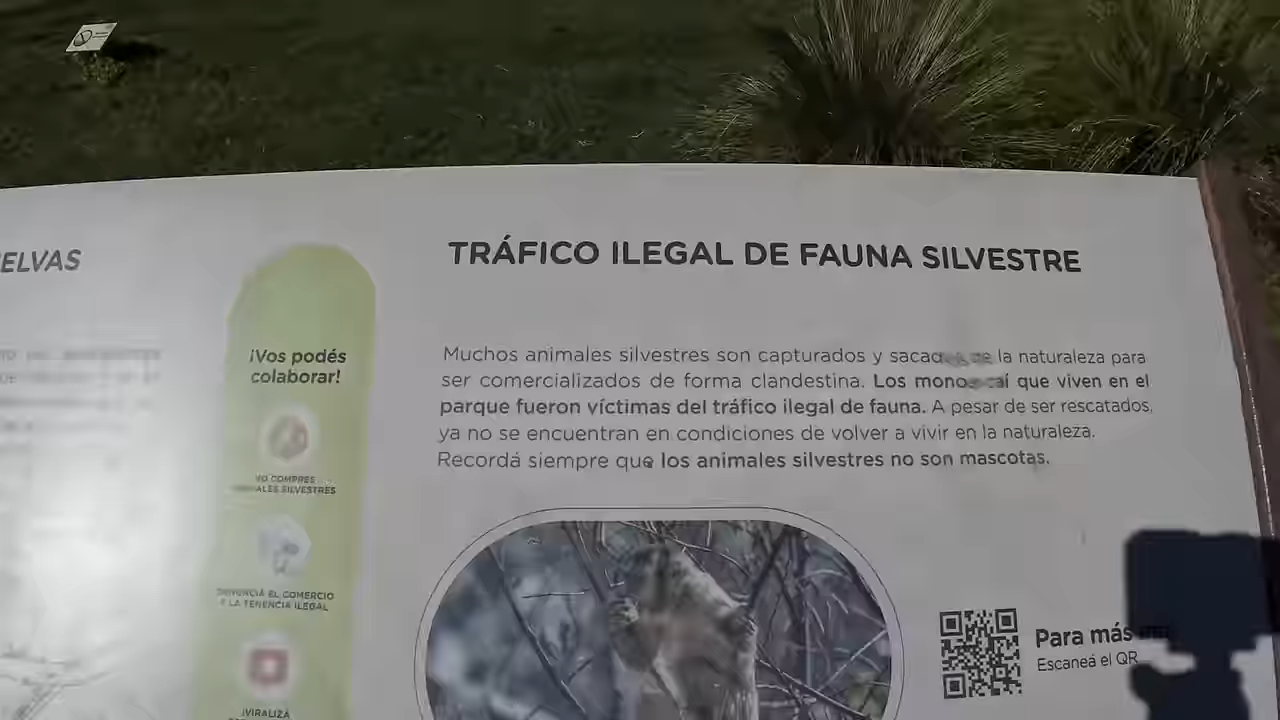 ELVAS
¡Vos podés
colaborar!
NO COMPRES
ALES SILVESTRES
DENUNCIÁ EL COMERCIO
LA TENENCIA ILEGAL
¡VIRALIZÁ
TRÁFICO ILEGAL DE FAUNA SILVESTRE
Muchos animales silvestres son capturados y la naturaleza para
ser comercializados de forma clandestina. Los que viven en el
parque fueron víctimas del tráfico ilegal de fauna. A pesar de ser rescatados,
ya no se encuentran en condiciones de volver a vivir en la naturaleza.
Recordá siempre que los animales silvestres no son mascotas.
Para más
Escaneá el QR